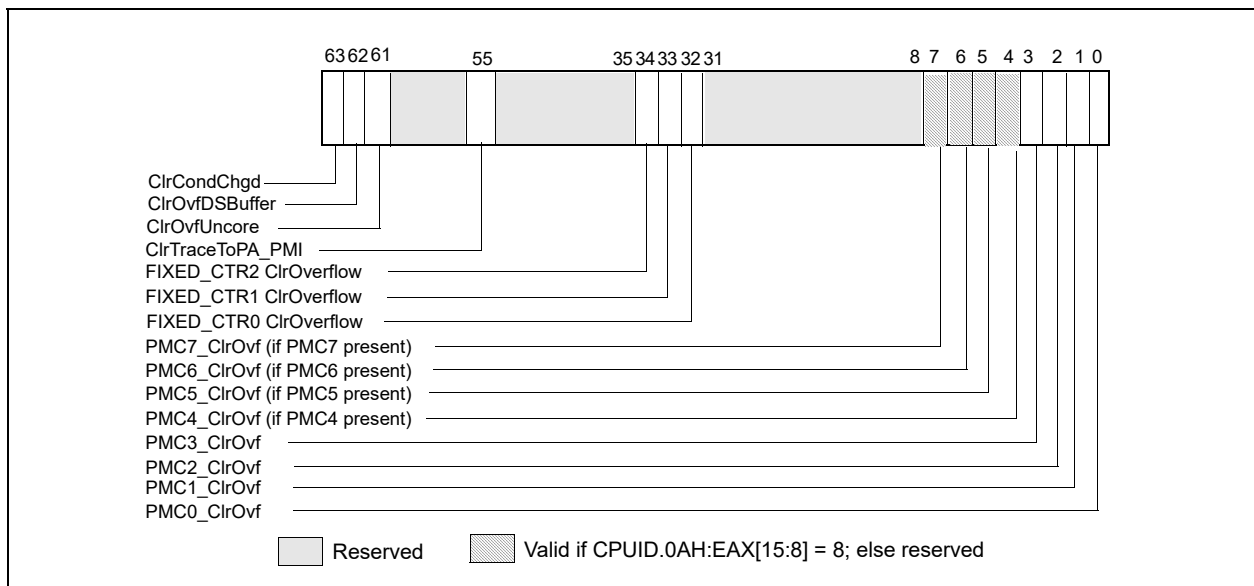 63 62 61 55 35 34 33 32 31 8 7 6 5 4 3 2 1 0
ClrCondChgd
ClrOvfDSBuffer
ClrOvfUncore
ClrTraceToPA_PMI
FIXED_CTR2 ClrOverflow
FIXED_CTR1 ClrOverflow
FIXED_CTR0 ClrOverflow
PMC7_ClrOvf (if PMC7 present)
PMC6_ClrOvf (if PMC6 present)
PMC5_ClrOvf (if PMC5 present)
PMC4_ClrOvf (if PMC4 present)
PMC3_ClrOvf
PMC2_ClrOvf
PMC1_ClrOvf
PMC0_ClrOvf
Reserved Valid if CPUID.0AH:EAX[15:8] = 8; else reserved